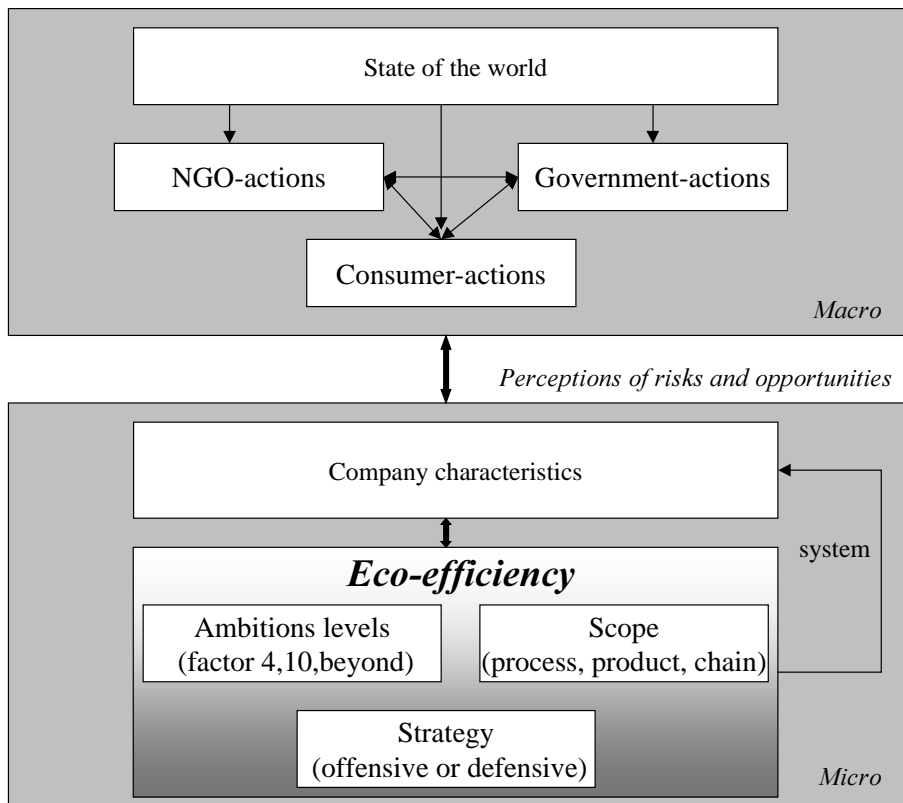 State of the world
NGO-actions
Government-actions
Consumer-actions
Macro
Perceptions of risks and opportunities
Company characteristics
system
Eco-efficiency
Ambitions levels
(factor 4,10,beyond)
Scope
(process, product, chain)
Strategy
(offensive or defensive)
Micro